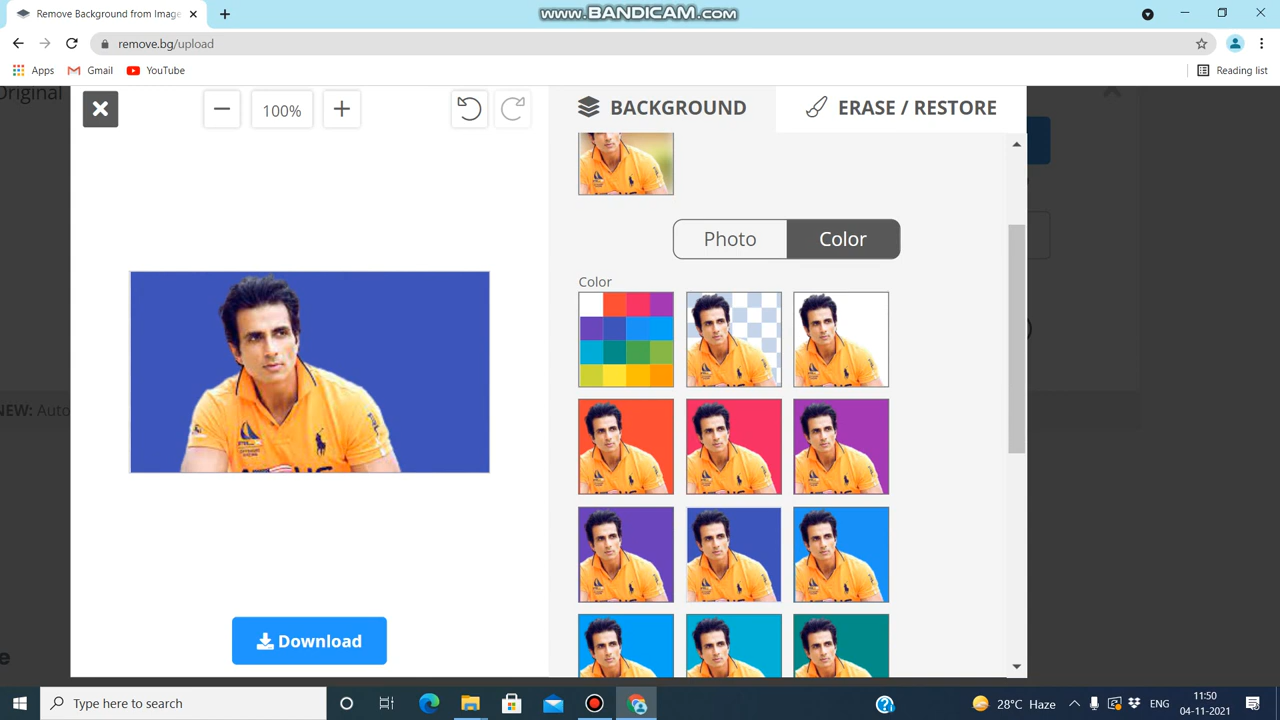 www.BANDICAM.com
Remove Background from Image
remove.bg/upload
Apps
Gmail
YouTube
Reading list
Original
100%
BACKGROUND
ERASE / RESTORE
Photo
Color
Color
NEW: Auto
Download
Type here to search
28°C Haze
ENG
11:50
04-11-2021